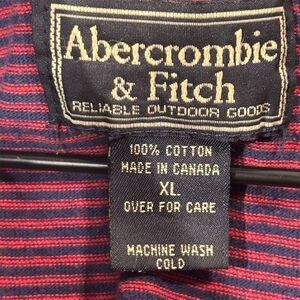 Abercrombie
& Fitch
RELIABLE OUTDOOR GOODS
100% COTTON
MADE IN CANADA
XL
OVER FOR CARE
MACHINE WASH
COLD